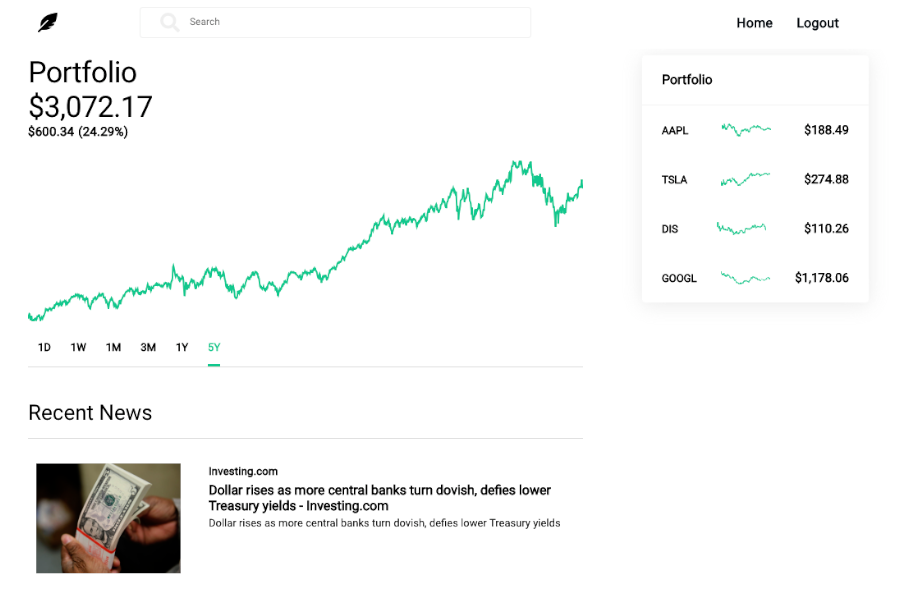 Search
Home Logout
Portfolio
$3,072.17
$600.34 (24.29%)
1D 1W 1M 3M 1Y 5Y
Portfolio
AAPL $188.49
TSLA $274.88
DIS $110.26
GOOGL $1,178.06
Recent News
Investing.com
Dollar rises as more central banks turn dovish, defies lower
Treasury yields - Investing.com
Dollar rises as more central banks turn dovish, defies lower Treasury yields